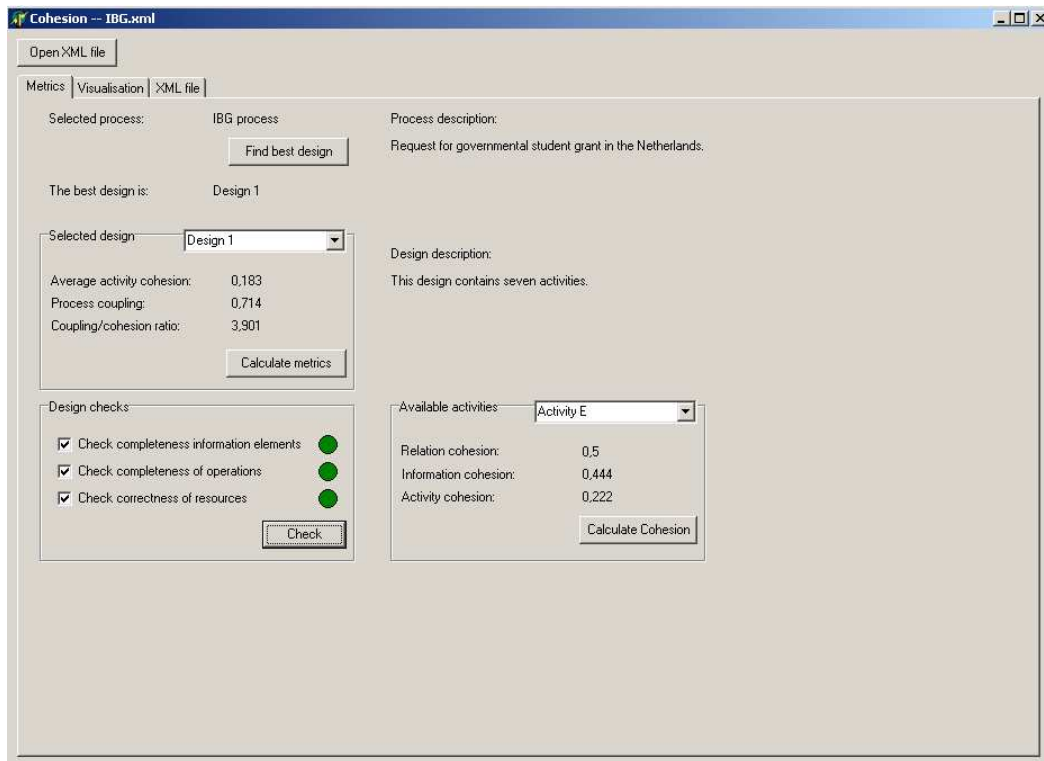 Cohesion -- IBG.xml
Open XML file
Metrics Visualisation XML file
Selected process: IBG process
Find best design
The best design is: Design 1
Process description:
Request for governmental student grant in the Netherlands.
Selected design Design 1
Average activity cohesion: 0,183
Process coupling: 0,714
Coupling/cohesion ratio: 3,901
Calculate metrics
Design description:
This design contains seven activities.
Design checks
Check completeness information elements
Check completeness of operations
Check correctness of resources
Check
Available activities Activity E
Relation cohesion: 0,5
Information cohesion: 0,444
Activity cohesion: 0,222
Calculate Cohesion